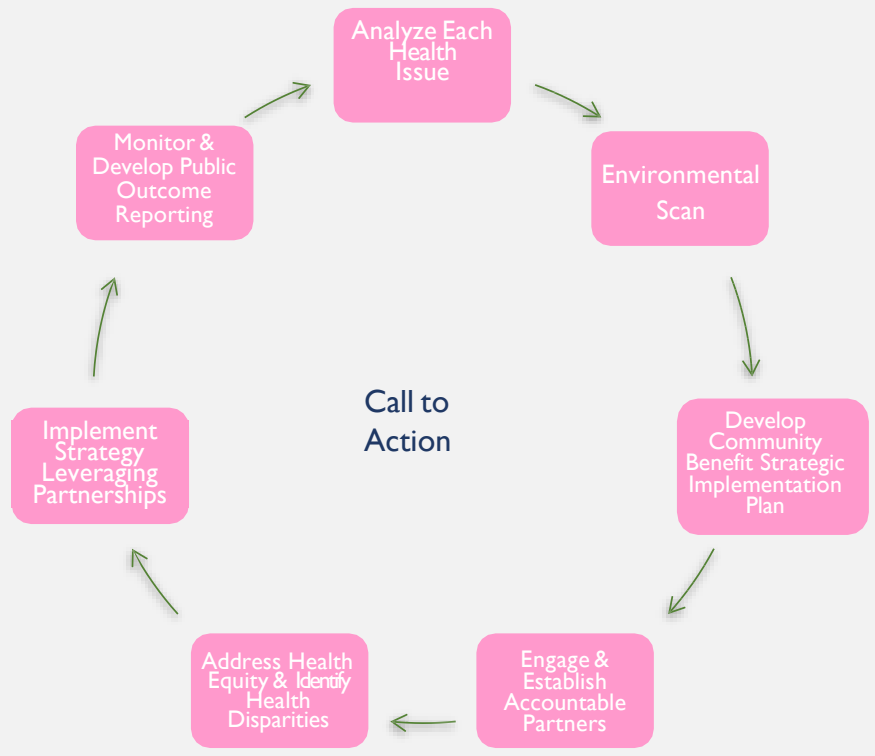 Analyze Each
Health
Issue
Environmental
Scan
Develop
Community
Benefit Strategic
Implementation
Plan
Engage &
Establish
Accountable
Partners
Address Health
Equity & Identify
Health
Disparities
Implement
Strategy
Leveraging
Partnerships
Monitor &
Develop Public
Outcome
Reporting
Call to
Action